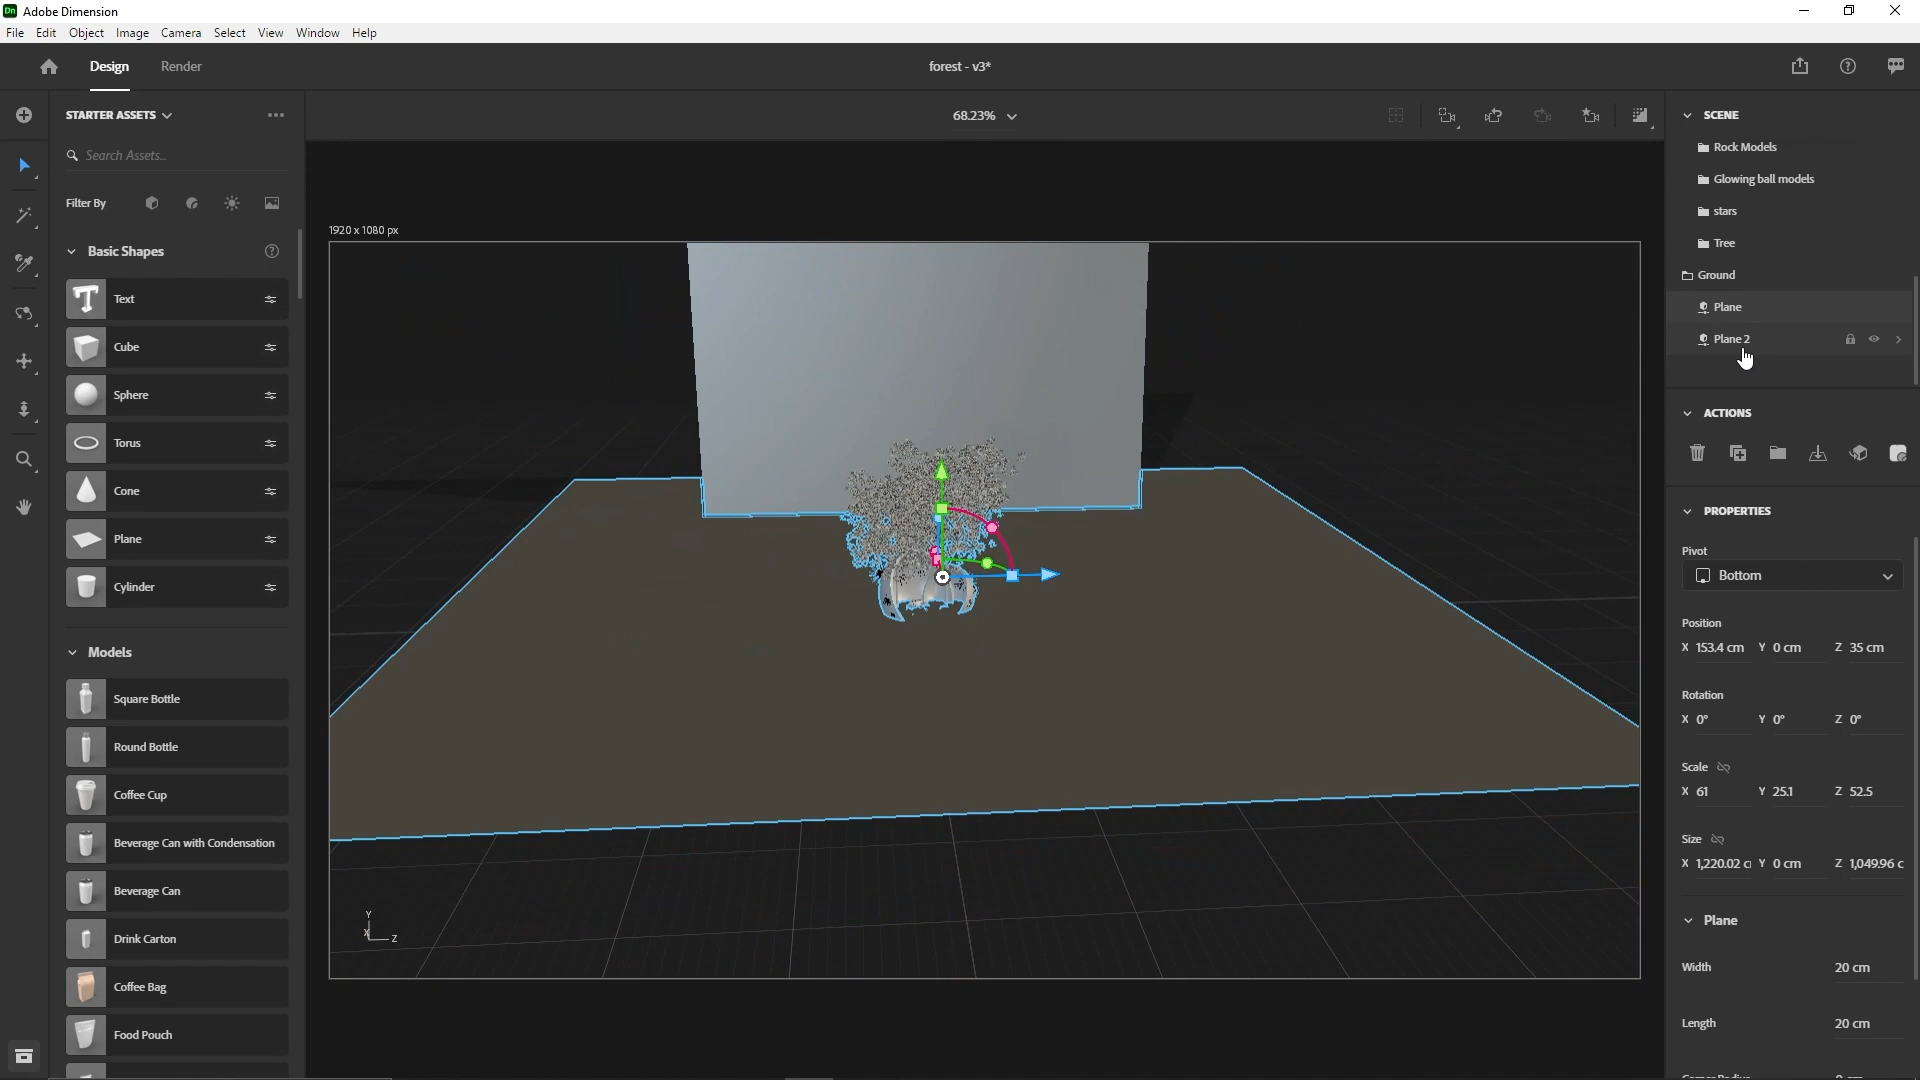 Dn Adobe Dimension
File Edit Object Image Camera Select View Window Help
Design Render forest - v3*
STARTER ASSETS
68.23%
Search Assets...
Filter By
Basic Shapes
Text
Cube
Sphere
Torus
Cone
Plane
Cylinder
Models
Square Bottle
Round Bottle
Coffee Cup
Beverage Can with Condensation
Beverage Can
Drink Carton
Coffee Bag
Food Pouch
1920 x 1080 px
Y
X Z
SCENE
Rock Models
Glowing ball models
stars
Tree
Ground
Plane
Plane 2
ACTIONS
PROPERTIES
Pivot
Bottom
Position
X 153.4 cm Y 0 cm Z 35 cm
Rotation
X 0° Y 0° Z 0°
Scale
X 61 Y 25.1 Z 52.5
Size
X 1,220.02 c Y 0 cm Z 1,049.96 c
Plane
Width 20 cm
Length 20 cm